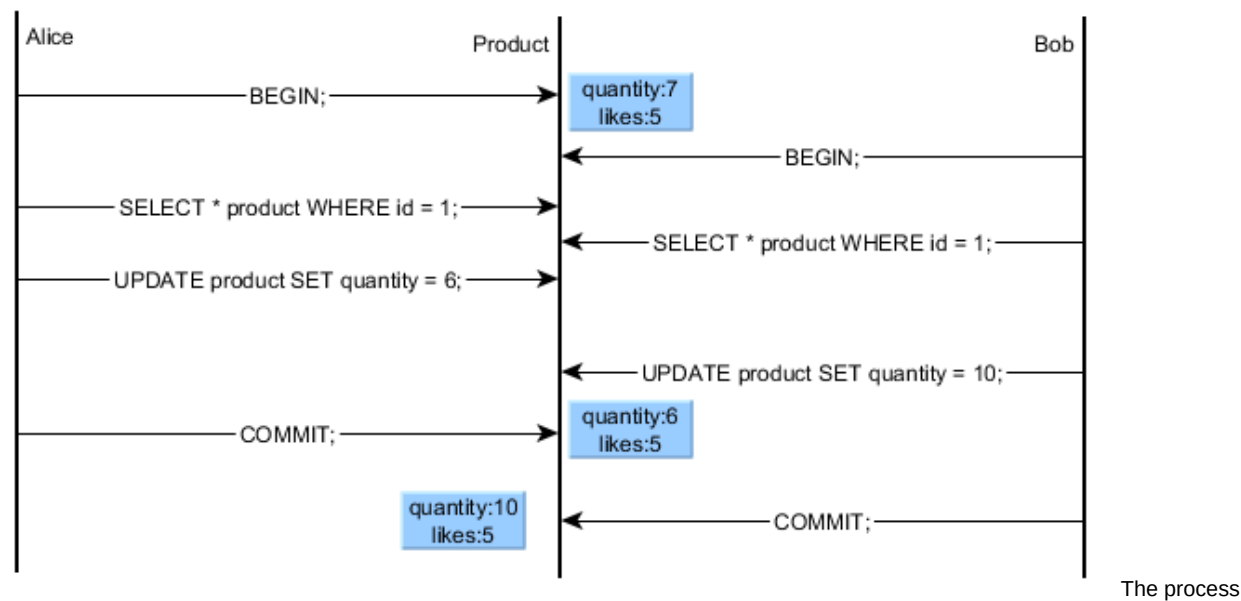 Alice
Product
Bob
BEGIN;
quantity:7
likes:5
BEGIN;
SELECT * product WHERE id = 1;
SELECT * product WHERE id = 1;
UPDATE product SET quantity = 6;
UPDATE product SET quantity = 10;
quantity:6
likes:5
COMMIT;
quantity:10
likes:5
COMMIT;
The process